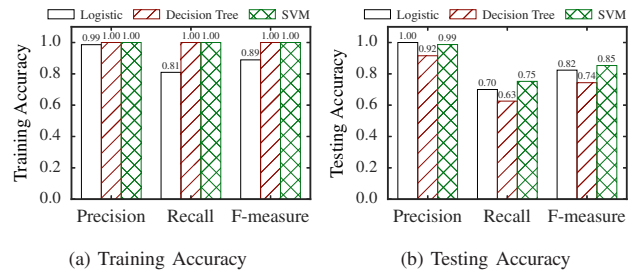 Logistic Decision Tree SVM
Training Accuracy
1.0
0.8
0.6
0.4
0.2
0.0
0.99 1.00 1.00
0.81 1.00 1.00
0.89 1.00 1.00
Precision Recall F-measure
(a) Training Accuracy
Logistic Decision Tree SVM
Testing Accuracy
1.0
0.8
0.6
0.4
0.2
0.0
1.00 0.92 0.99
0.70 0.63 0.75
0.82 0.74 0.85
Precision Recall F-measure
(b) Testing Accuracy